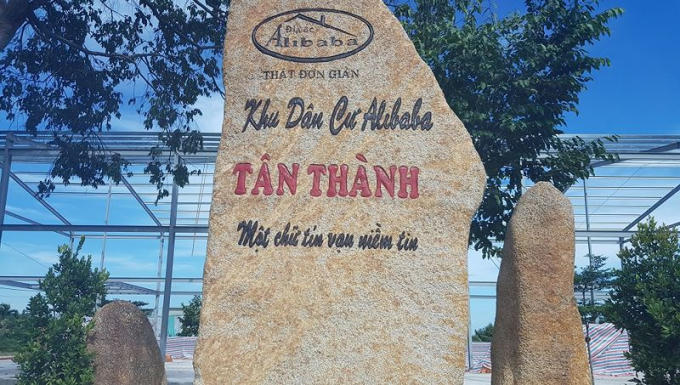 Địa ốc
Alibaba
THẬT ĐƠN GIẢN
Khu Dân Cư Alibaba
TÂN THÀNH
Một chữ tín vạn niềm tin